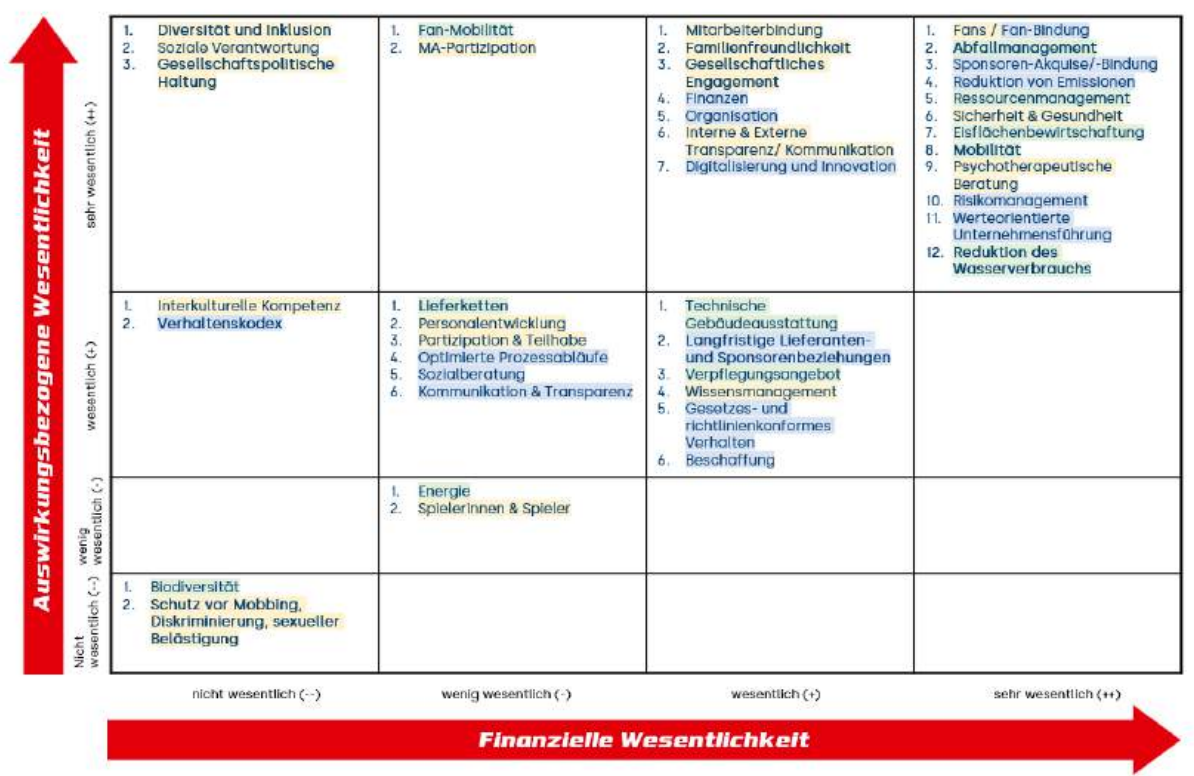 Auswirkungsbezogene Wesentlichkeit
sehr wesentlich (++)
1. Diversität und Inklusion
2. Soziale Verantwortung
3. Gesellschaftspolitische
Haltung
1. Fan-Mobilität
2. MA-Partizipation
1. Mitarbeiterbindung
2. Familienfreundlichkeit
3. Gesellschaftliches
Engagement
4. Finanzen
5. Organisation
6. Interne & Externe
Transparenz/ Kommunikation
7. Digitalisierung und Innovation
1. Fans / Fan-Bindung
2. Abfallmanagement
3. Sponsoren-Akquise/-Bindung
4. Reduktion von Emissionen
5. Ressourcenmanagement
6. Sicherheit & Gesundheit
7. Eisflächenbewirtschaftung
8. Mobilität
9. Psychotherapeutische
Beratung
10. Risikomanagement
11. Werteorientierte
Unternehmensführung
12. Reduktion des
Wasserverbrauchs
wesentlich (+)
1. Interkulturelle Kompetenz
2. Verhaltenskodex
1. Lieferketten
2. Personalentwicklung
3. Partizipation & Teilhabe
4. Optimierte Prozessabläufe
5. Sozialberatung
6. Kommunikation & Transparenz
1. Technische
Gebäudeausstattung
2. Langfristige Lieferanten-
und Sponsorenbeziehungen
3. Verpflegungsangebot
4. Wissensmanagement
5. Gesetzes- und
richtlinienkonformes
Verhalten
6. Beschaffung
wenig
wesentlich (-)
1. Energie
2. Spielerinnen & Spieler
Nicht
wesentlich (--)
1. Biodiversität
2. Schutz vor Mobbing,
Diskriminierung, sexueller
Belästigung
nicht wesentlich (--)
wenig wesentlich (-)
wesentlich (+)
sehr wesentlich (++)
Finanzielle Wesentlichkeit